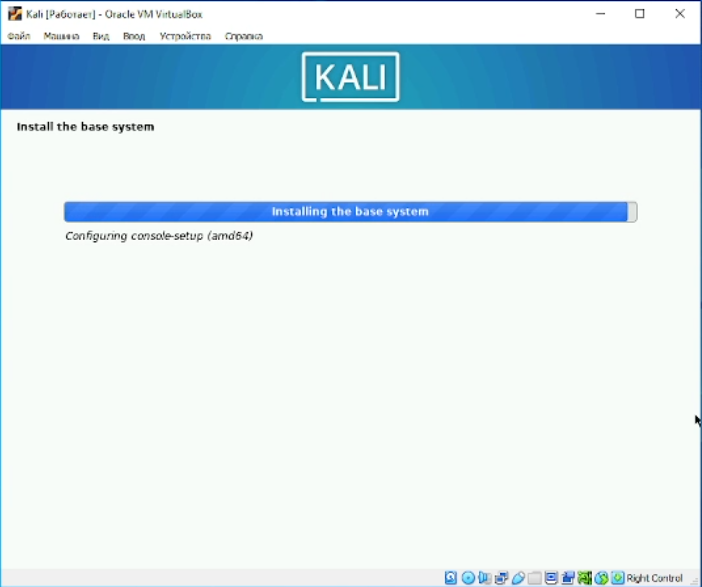 Kali [Работает] - Oracle VM VirtualBox
Файл Машина Вид Ввод Устройства Справка
KALI
Install the base system
Installing the base system
Configuring console-setup (amd64)
Right Control